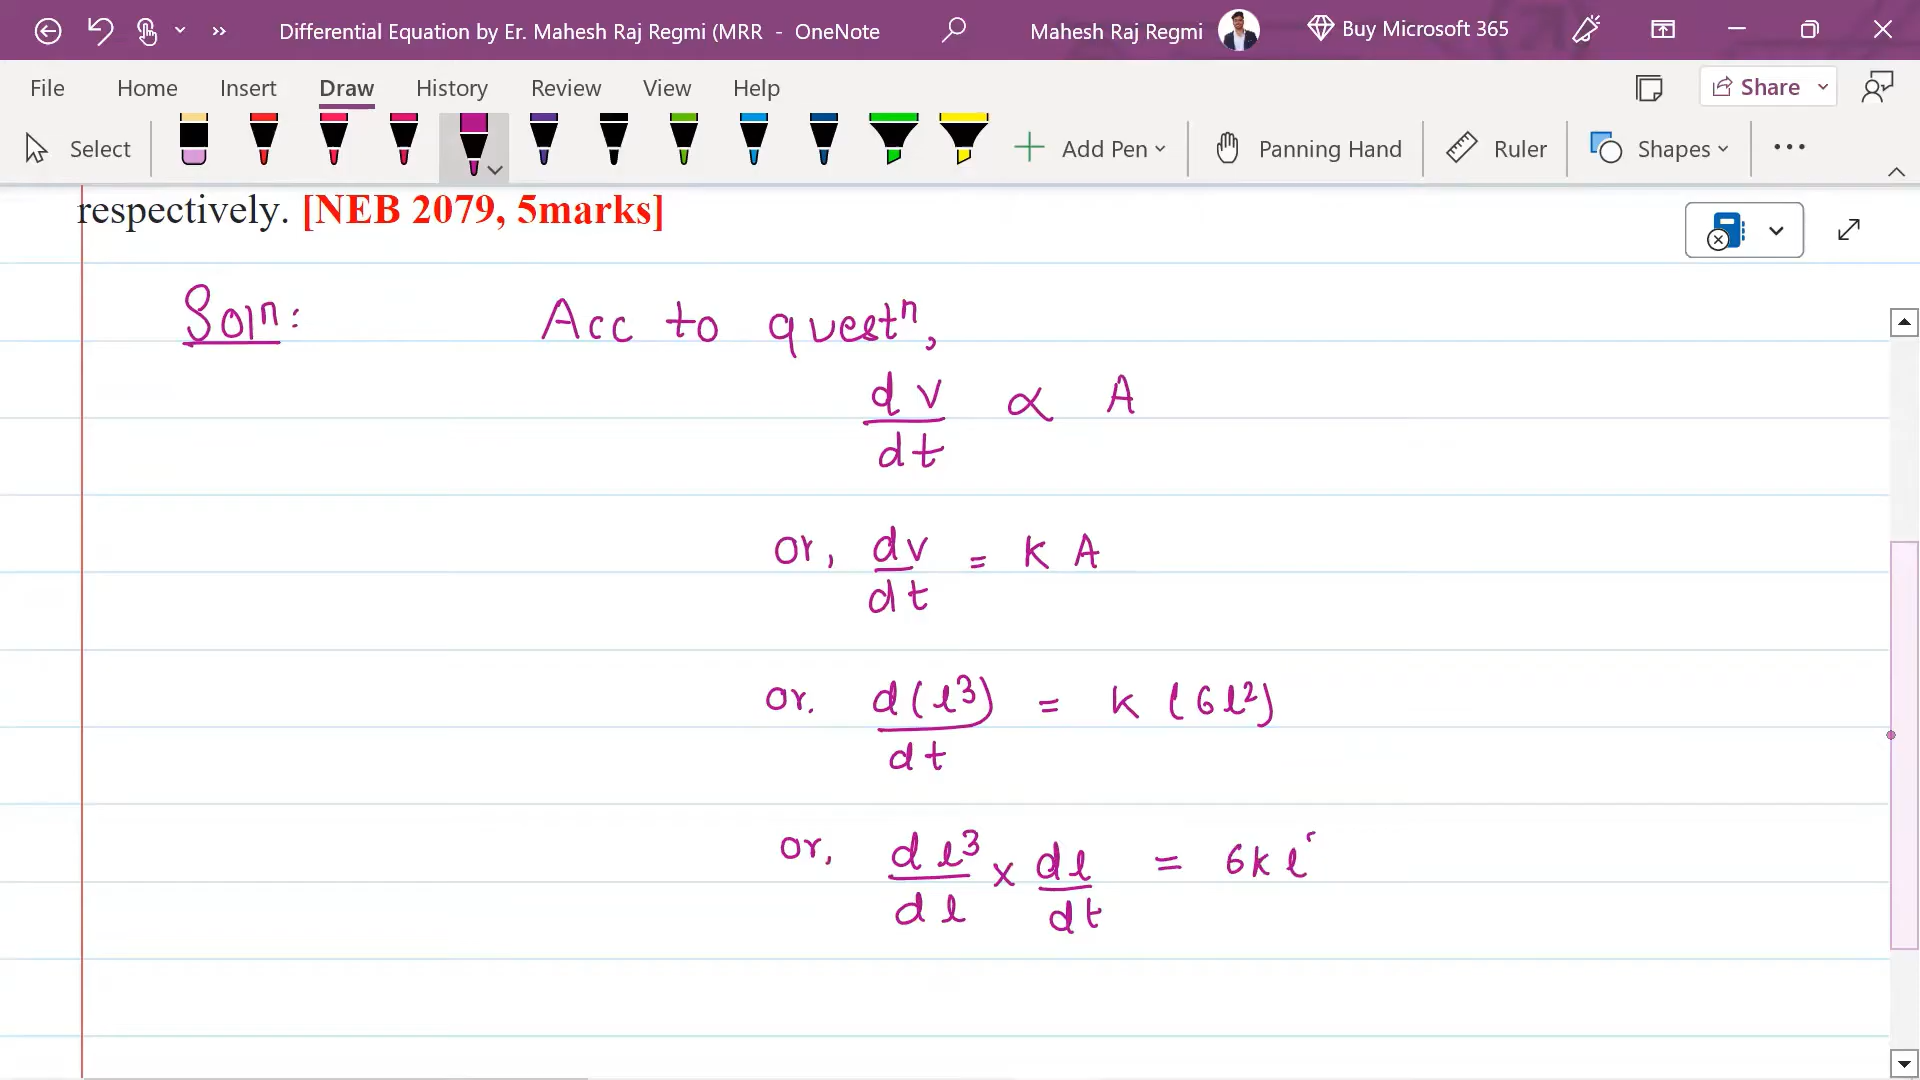 Differential Equation by Er. Mahesh Raj Regmi (MRR - OneNote
Mahesh Raj Regmi
Buy Microsoft 365
File Home Insert Draw History Review View Help
Share
Select
Add Pen
Panning Hand
Ruler
Shapes
respectively. [NEB 2079, 5marks]
Solⁿ: Acc to questⁿ,
dv/dt ∝ A
or, dv/dt = k A
or. d(l³)/dt = k (6l²)
or, dl³/dl × dl/dt = 6kl